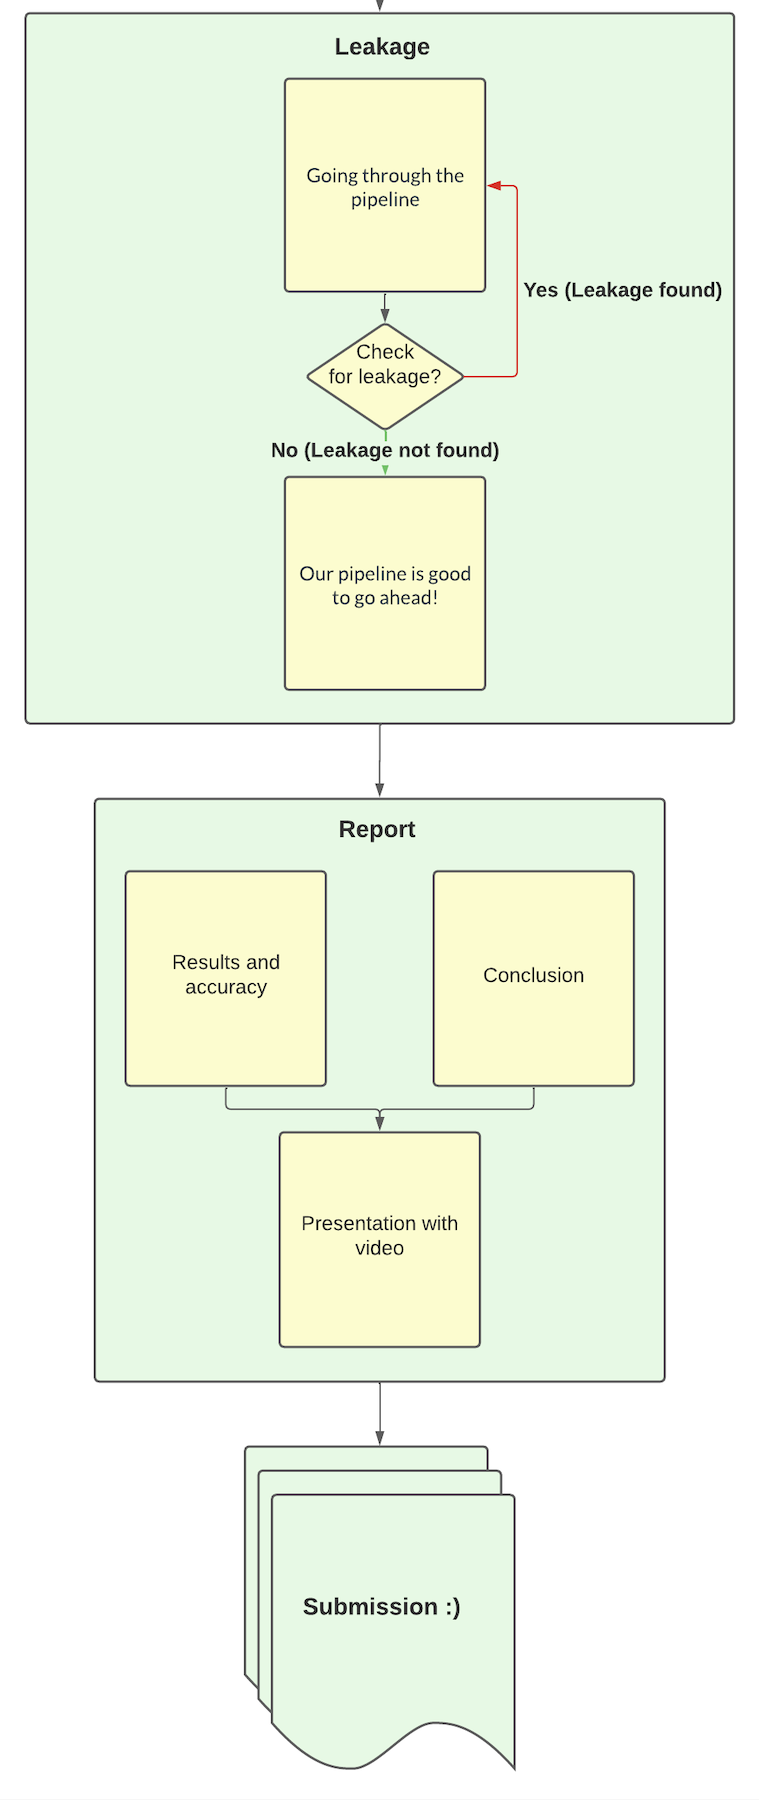 Leakage
Going through the
pipeline
Yes (Leakage found)
Check
for leakage?
No (Leakage not found)
Our pipeline is good
to go ahead!
Report
Results and
accuracy
Conclusion
Presentation with
video
Submission :)